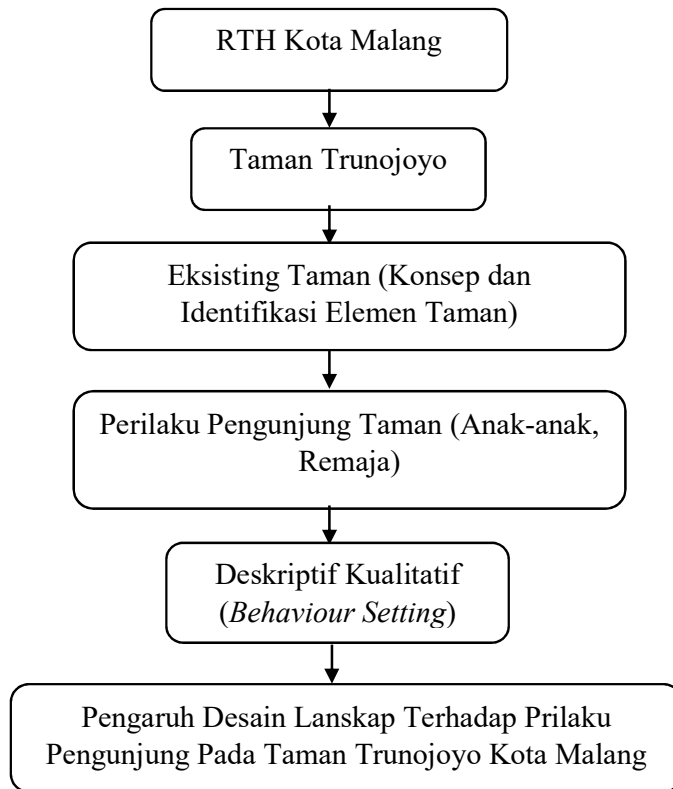 RTH Kota Malang
Taman Trunojoyo
Eksisting Taman (Konsep dan
Identifikasi Elemen Taman)
Perilaku Pengunjung Taman (Anak-anak,
Remaja)
Deskriptif Kualitatif
(Behaviour Setting)
Pengaruh Desain Lanskap Terhadap Prilaku
Pengunjung Pada Taman Trunojoyo Kota Malang